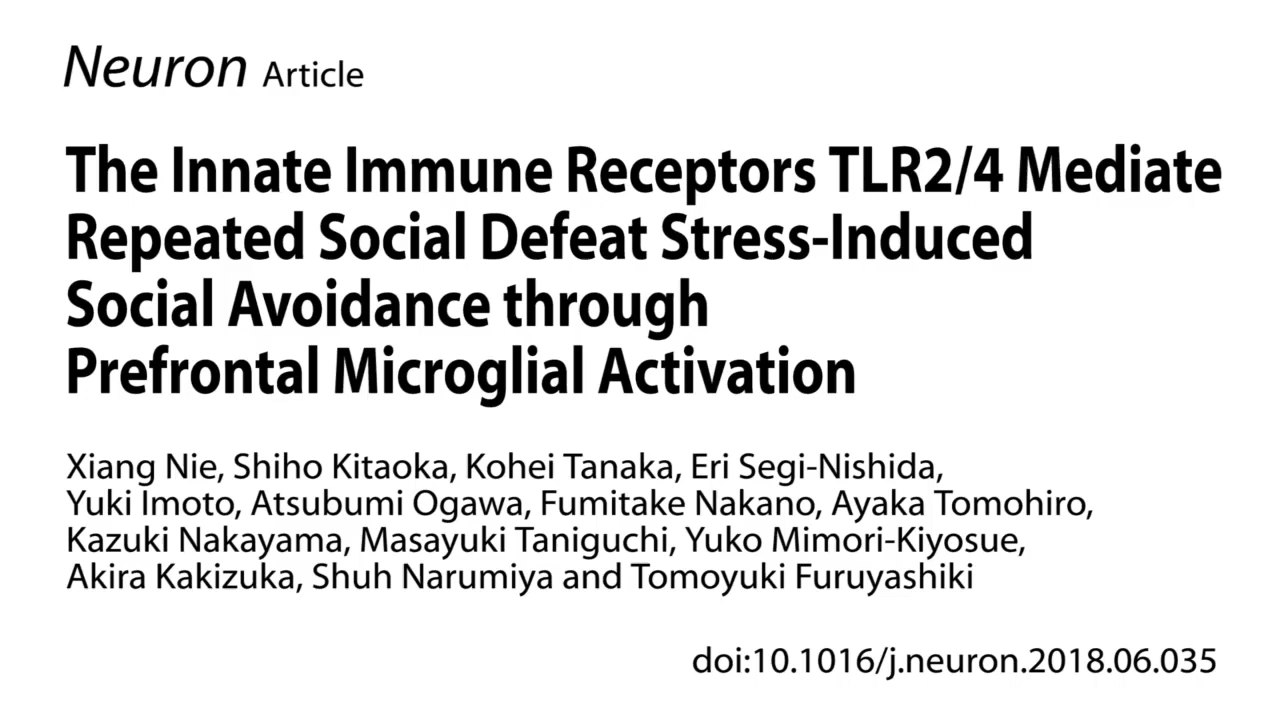 Neuron Article
The Innate Immune Receptors TLR2/4 Mediate
Repeated Social Defeat Stress-Induced
Social Avoidance through
Prefrontal Microglial Activation
Xiang Nie, Shiho Kitaoka, Kohei Tanaka, Eri Segi-Nishida,
Yuki Imoto, Atsubumi Ogawa, Fumitake Nakano, Ayaka Tomohiro,
Kazuki Nakayama, Masayuki Taniguchi, Yuko Mimori-Kiyosue,
Akira Kakizuka, Shuh Narumiya and Tomoyuki Furuyashiki
doi:10.1016/j.neuron.2018.06.035